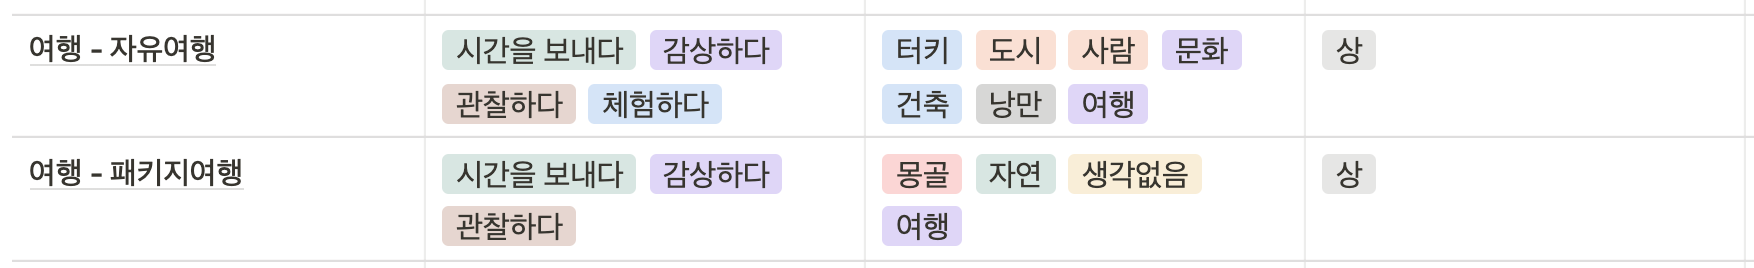 여행 - 자유여행 시간을 보내다 감상하다 터키 도시 사람 문화 상
관찰하다 체험하다 건축 낭만 여행
여행 - 패키지여행 시간을 보내다 감상하다 몽골 자연 생각없음 상
관찰하다 여행